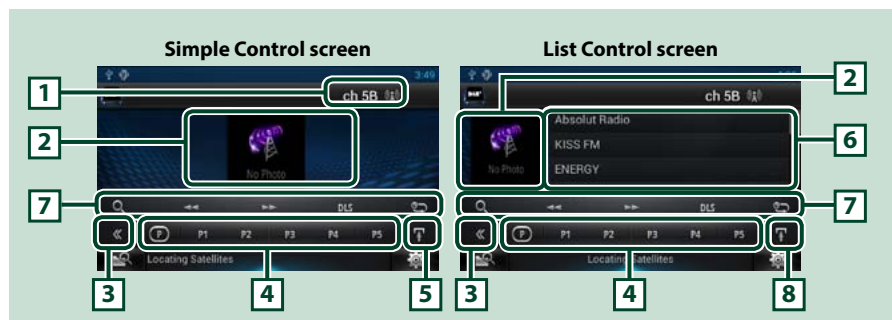 Simple Control screen
List Control screen
1
3:49
ch 5B
2
No Photo
7
DLS
P P1 P2 P3 P4 P5
Locating Satellites
3
4
5
2
ch 5B
Absolut Radio
KISS FM
ENERGY
No Photo
6
7
DLS
P P1 P2 P3 P4 P5
Locating Satellites
3
4
8